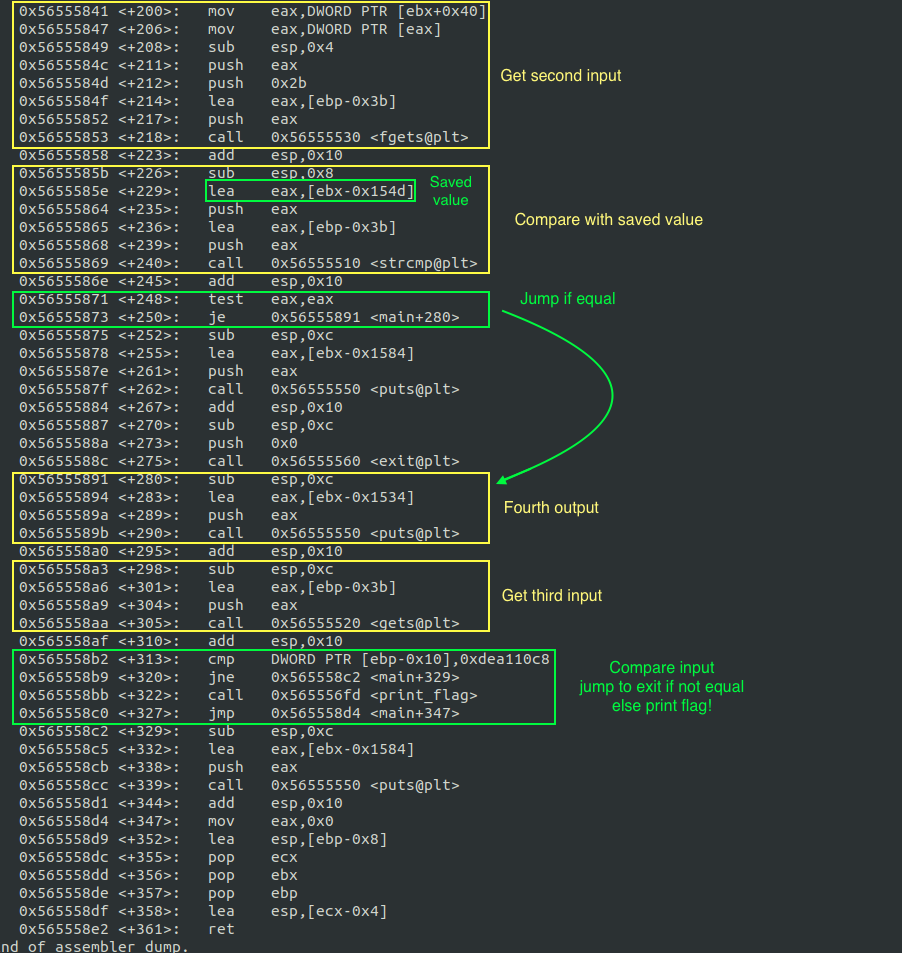 0x56555841 <+200>: mov eax,DWORD PTR [ebx+0x40]
0x56555847 <+206>: mov eax,DWORD PTR [eax]
0x56555849 <+208>: sub esp,0x4
0x5655584c <+211>: push eax
0x5655584d <+212>: push 0x2b
Get second input
0x5655584f <+214>: lea eax,[ebp-0x3b]
0x56555852 <+217>: push eax
0x56555853 <+218>: call 0x56555530 <fgets@plt>
0x56555858 <+223>: add esp,0x10
0x5655585b <+226>: sub esp,0x8
0x5655585e <+229>: lea eax,[ebx-0x154d]
Saved
value
0x56555864 <+235>: push eax
0x56555865 <+236>: lea eax,[ebp-0x3b]
Compare with saved value
0x56555868 <+239>: push eax
0x56555869 <+240>: call 0x56555510 <strcmp@plt>
0x5655586e <+245>: add esp,0x10
0x56555871 <+248>: test eax,eax
Jump if equal
0x56555873 <+250>: je 0x56555891 <main+280>
0x56555875 <+252>: sub esp,0xc
0x56555878 <+255>: lea eax,[ebx-0x1584]
0x5655587e <+261>: push eax
0x5655587f <+262>: call 0x56555550 <puts@plt>
0x56555884 <+267>: add esp,0x10
0x56555887 <+270>: sub esp,0xc
0x5655588a <+273>: push 0x0
0x5655588c <+275>: call 0x56555560 <exit@plt>
0x56555891 <+280>: sub esp,0xc
0x56555894 <+283>: lea eax,[ebx-0x1534]
Fourth output
0x5655589a <+289>: push eax
0x5655589b <+290>: call 0x56555550 <puts@plt>
0x565558a0 <+295>: add esp,0x10
0x565558a3 <+298>: sub esp,0xc
0x565558a6 <+301>: lea eax,[ebp-0x3b]
Get third input
0x565558a9 <+304>: push eax
0x565558aa <+305>: call 0x56555520 <gets@plt>
0x565558af <+310>: add esp,0x10
0x565558b2 <+313>: cmp DWORD PTR [ebp-0x10],0xdea110c8
0x565558b9 <+320>: jne 0x565558c2 <main+329>
0x565558bb <+322>: call 0x565556fd <print_flag>
0x565558c0 <+327>: jmp 0x565558d4 <main+347>
Compare input
jump to exit if not equal
else print flag!
0x565558c2 <+329>: sub esp,0xc
0x565558c5 <+332>: lea eax,[ebx-0x1584]
0x565558cb <+338>: push eax
0x565558cc <+339>: call 0x56555550 <puts@plt>
0x565558d1 <+344>: add esp,0x10
0x565558d4 <+347>: mov eax,0x0
0x565558d9 <+352>: lea esp,[ebp-0x8]
0x565558dc <+355>: pop ecx
0x565558dd <+356>: pop ebx
0x565558de <+357>: pop ebp
0x565558df <+358>: lea esp,[ecx-0x4]
0x565558e2 <+361>: ret
nd of assembler dump.